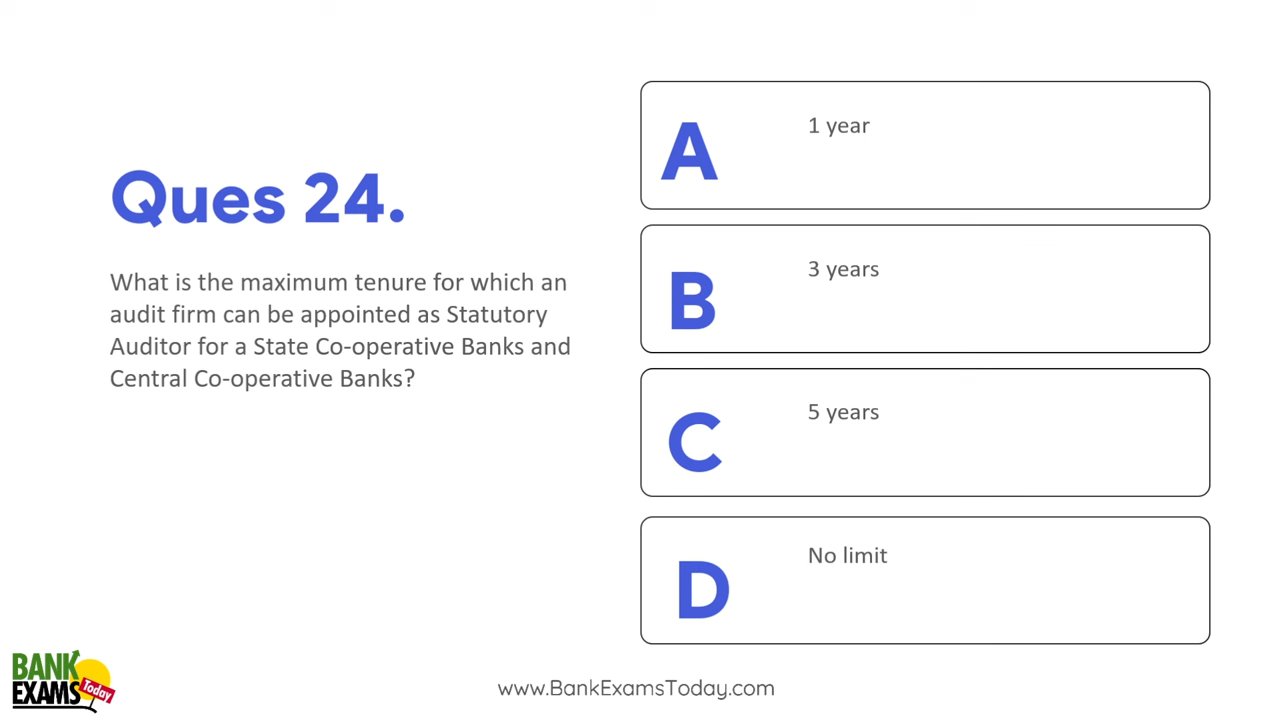 Ques 24.
What is the maximum tenure for which an
audit firm can be appointed as Statutory
Auditor for a State Co-operative Banks and
Central Co-operative Banks?
A
1 year
B
3 years
C
5 years
D
No limit
BANK
EXAMS
Today
www.BankExamsToday.com